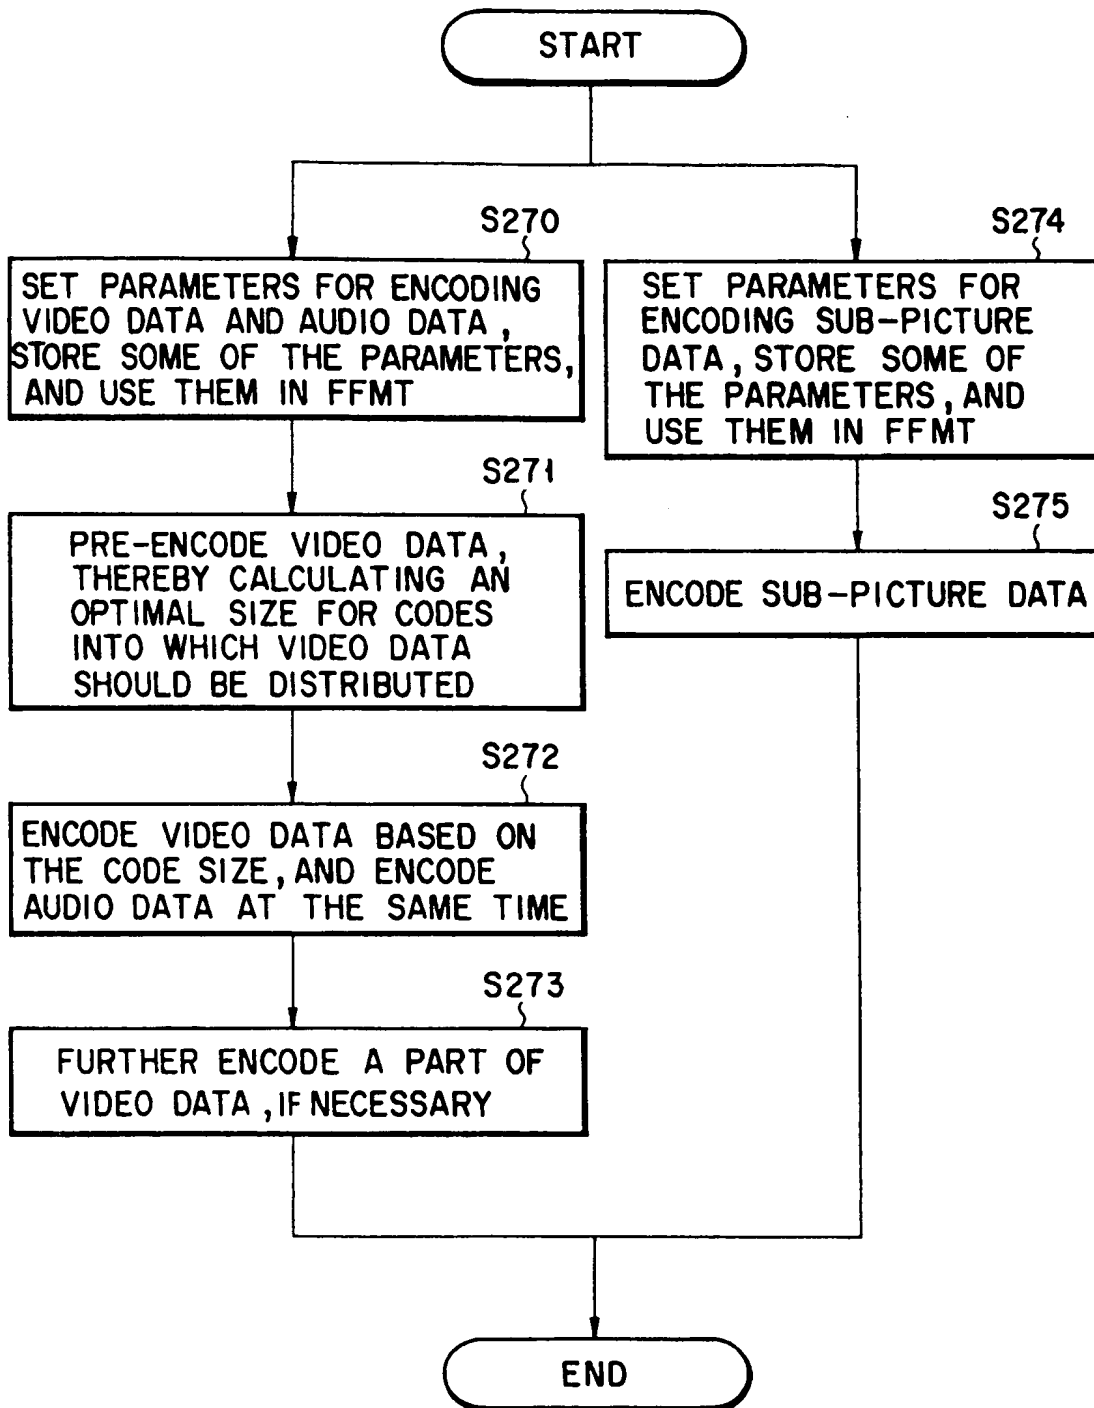 START
S270
SET PARAMETERS FOR ENCODING
VIDEO DATA AND AUDIO DATA,
STORE SOME OF THE PARAMETERS,
AND USE THEM IN FFMT
S271
PRE-ENCODE VIDEO DATA,
THEREBY CALCULATING AN
OPTIMAL SIZE FOR CODES
INTO WHICH VIDEO DATA
SHOULD BE DISTRIBUTED
S272
ENCODE VIDEO DATA BASED ON
THE CODE SIZE, AND ENCODE
AUDIO DATA AT THE SAME TIME
S273
FURTHER ENCODE A PART OF
VIDEO DATA, IF NECESSARY
S274
SET PARAMETERS FOR
ENCODING SUB-PICTURE
DATA, STORE SOME OF
THE PARAMETERS, AND
USE THEM IN FFMT
S275
ENCODE SUB-PICTURE DATA
END